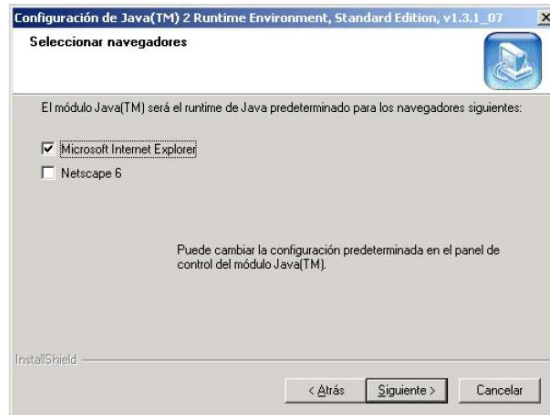 Configuración de Java(TM) 2 Runtime Environment, Standard Edition, v1.3.1_07
Seleccionar navegadores
El módulo Java(TM) será el runtime de Java predeterminado para los navegadores siguientes:
Microsoft Internet Explorer
Netscape 6
Puede cambiar la configuración predeterminada en el panel de
control del módulo Java(TM).
InstallShield
< Atrás Siguiente > Cancelar